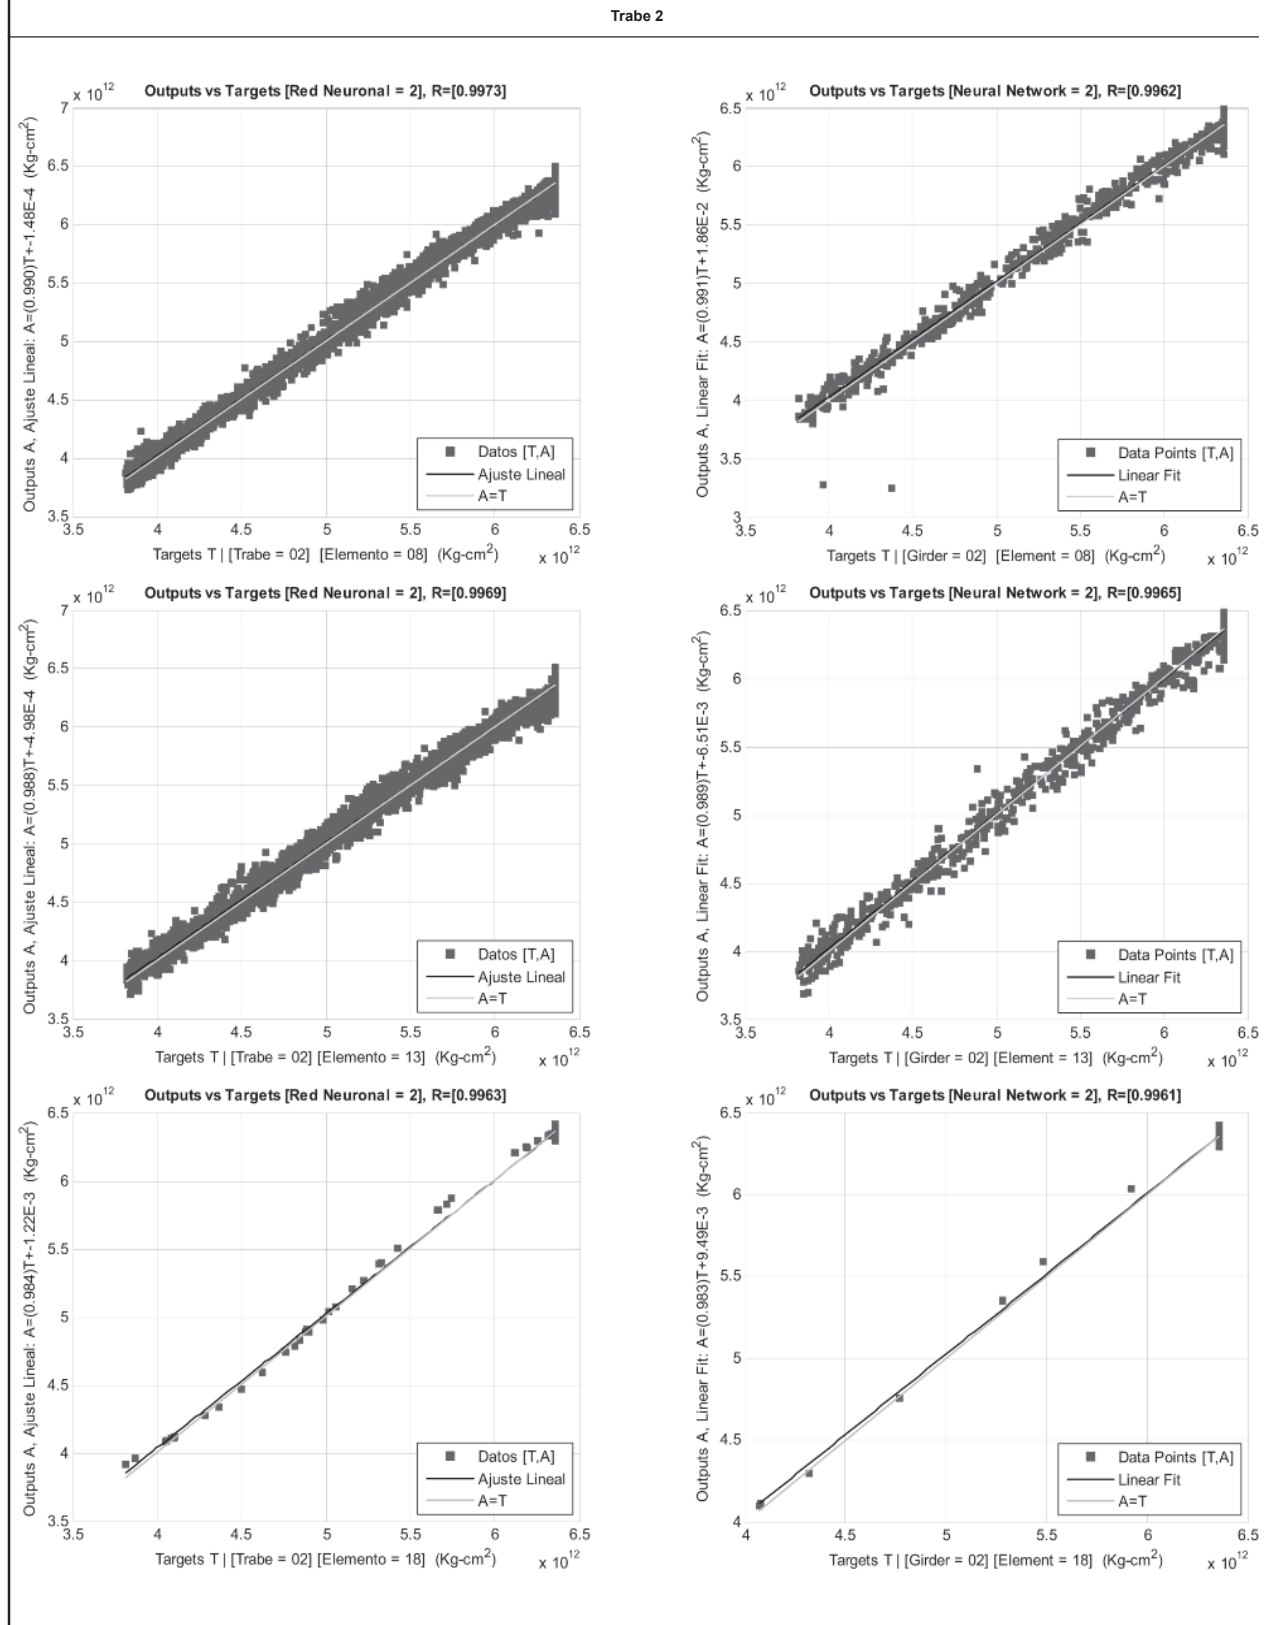 Trabe 2
Outputs vs Targets [Red Neuronal = 2], R=[0.9973]
x 10^12
Outputs A, Ajuste Lineal: A=(0.990)T+-1.48E-4 (Kg-cm^2)
7
6.5
6
5.5
5
4.5
4
3.5
Datos [T,A]
Ajuste Lineal
A=T
3.5 4 4.5 5 5.5 6 6.5
Targets T | [Trabe = 02] [Elemento = 08] (Kg-cm^2)
x 10^12
Outputs vs Targets [Neural Network = 2], R=[0.9962]
x 10^12
Outputs A, Linear Fit: A=(0.991)T+1.86E-2 (Kg-cm^2)
6.5
6
5.5
5
4.5
4
3.5
3
Data Points [T,A]
Linear Fit
A=T
3.5 4 4.5 5 5.5 6 6.5
Targets T | [Girder = 02] [Element = 08] (Kg-cm^2)
x 10^12
Outputs vs Targets [Red Neuronal = 2], R=[0.9969]
x 10^12
Outputs A, Ajuste Lineal: A=(0.988)T+-4.98E-4 (Kg-cm^2)
7
6.5
6
5.5
5
4.5
4
3.5
Datos [T,A]
Ajuste Lineal
A=T
3.5 4 4.5 5 5.5 6 6.5
Targets T | [Trabe = 02] [Elemento = 13] (Kg-cm^2)
x 10^12
Outputs vs Targets [Neural Network = 2], R=[0.9965]
x 10^12
Outputs A, Linear Fit: A=(0.989)T+-6.51E-3 (Kg-cm^2)
6.5
6
5.5
5
4.5
4
3.5
Data Points [T,A]
Linear Fit
A=T
3.5 4 4.5 5 5.5 6 6.5
Targets T | [Girder = 02] [Element = 13] (Kg-cm^2)
x 10^12
Outputs vs Targets [Red Neuronal = 2], R=[0.9963]
x 10^12
Outputs A, Ajuste Lineal: A=(0.984)T+-1.22E-3 (Kg-cm^2)
6.5
6
5.5
5
4.5
4
3.5
Datos [T,A]
Ajuste Lineal
A=T
3.5 4 4.5 5 5.5 6 6.5
Targets T | [Trabe = 02] [Elemento = 18] (Kg-cm^2)
x 10^12
Outputs vs Targets [Neural Network = 2], R=[0.9961]
x 10^12
Outputs A, Linear Fit: A=(0.983)T+9.49E-3 (Kg-cm^2)
6.5
6
5.5
5
4.5
4
Data Points [T,A]
Linear Fit
A=T
4 4.5 5 5.5 6 6.5
Targets T | [Girder = 02] [Element = 18] (Kg-cm^2)
x 10^12